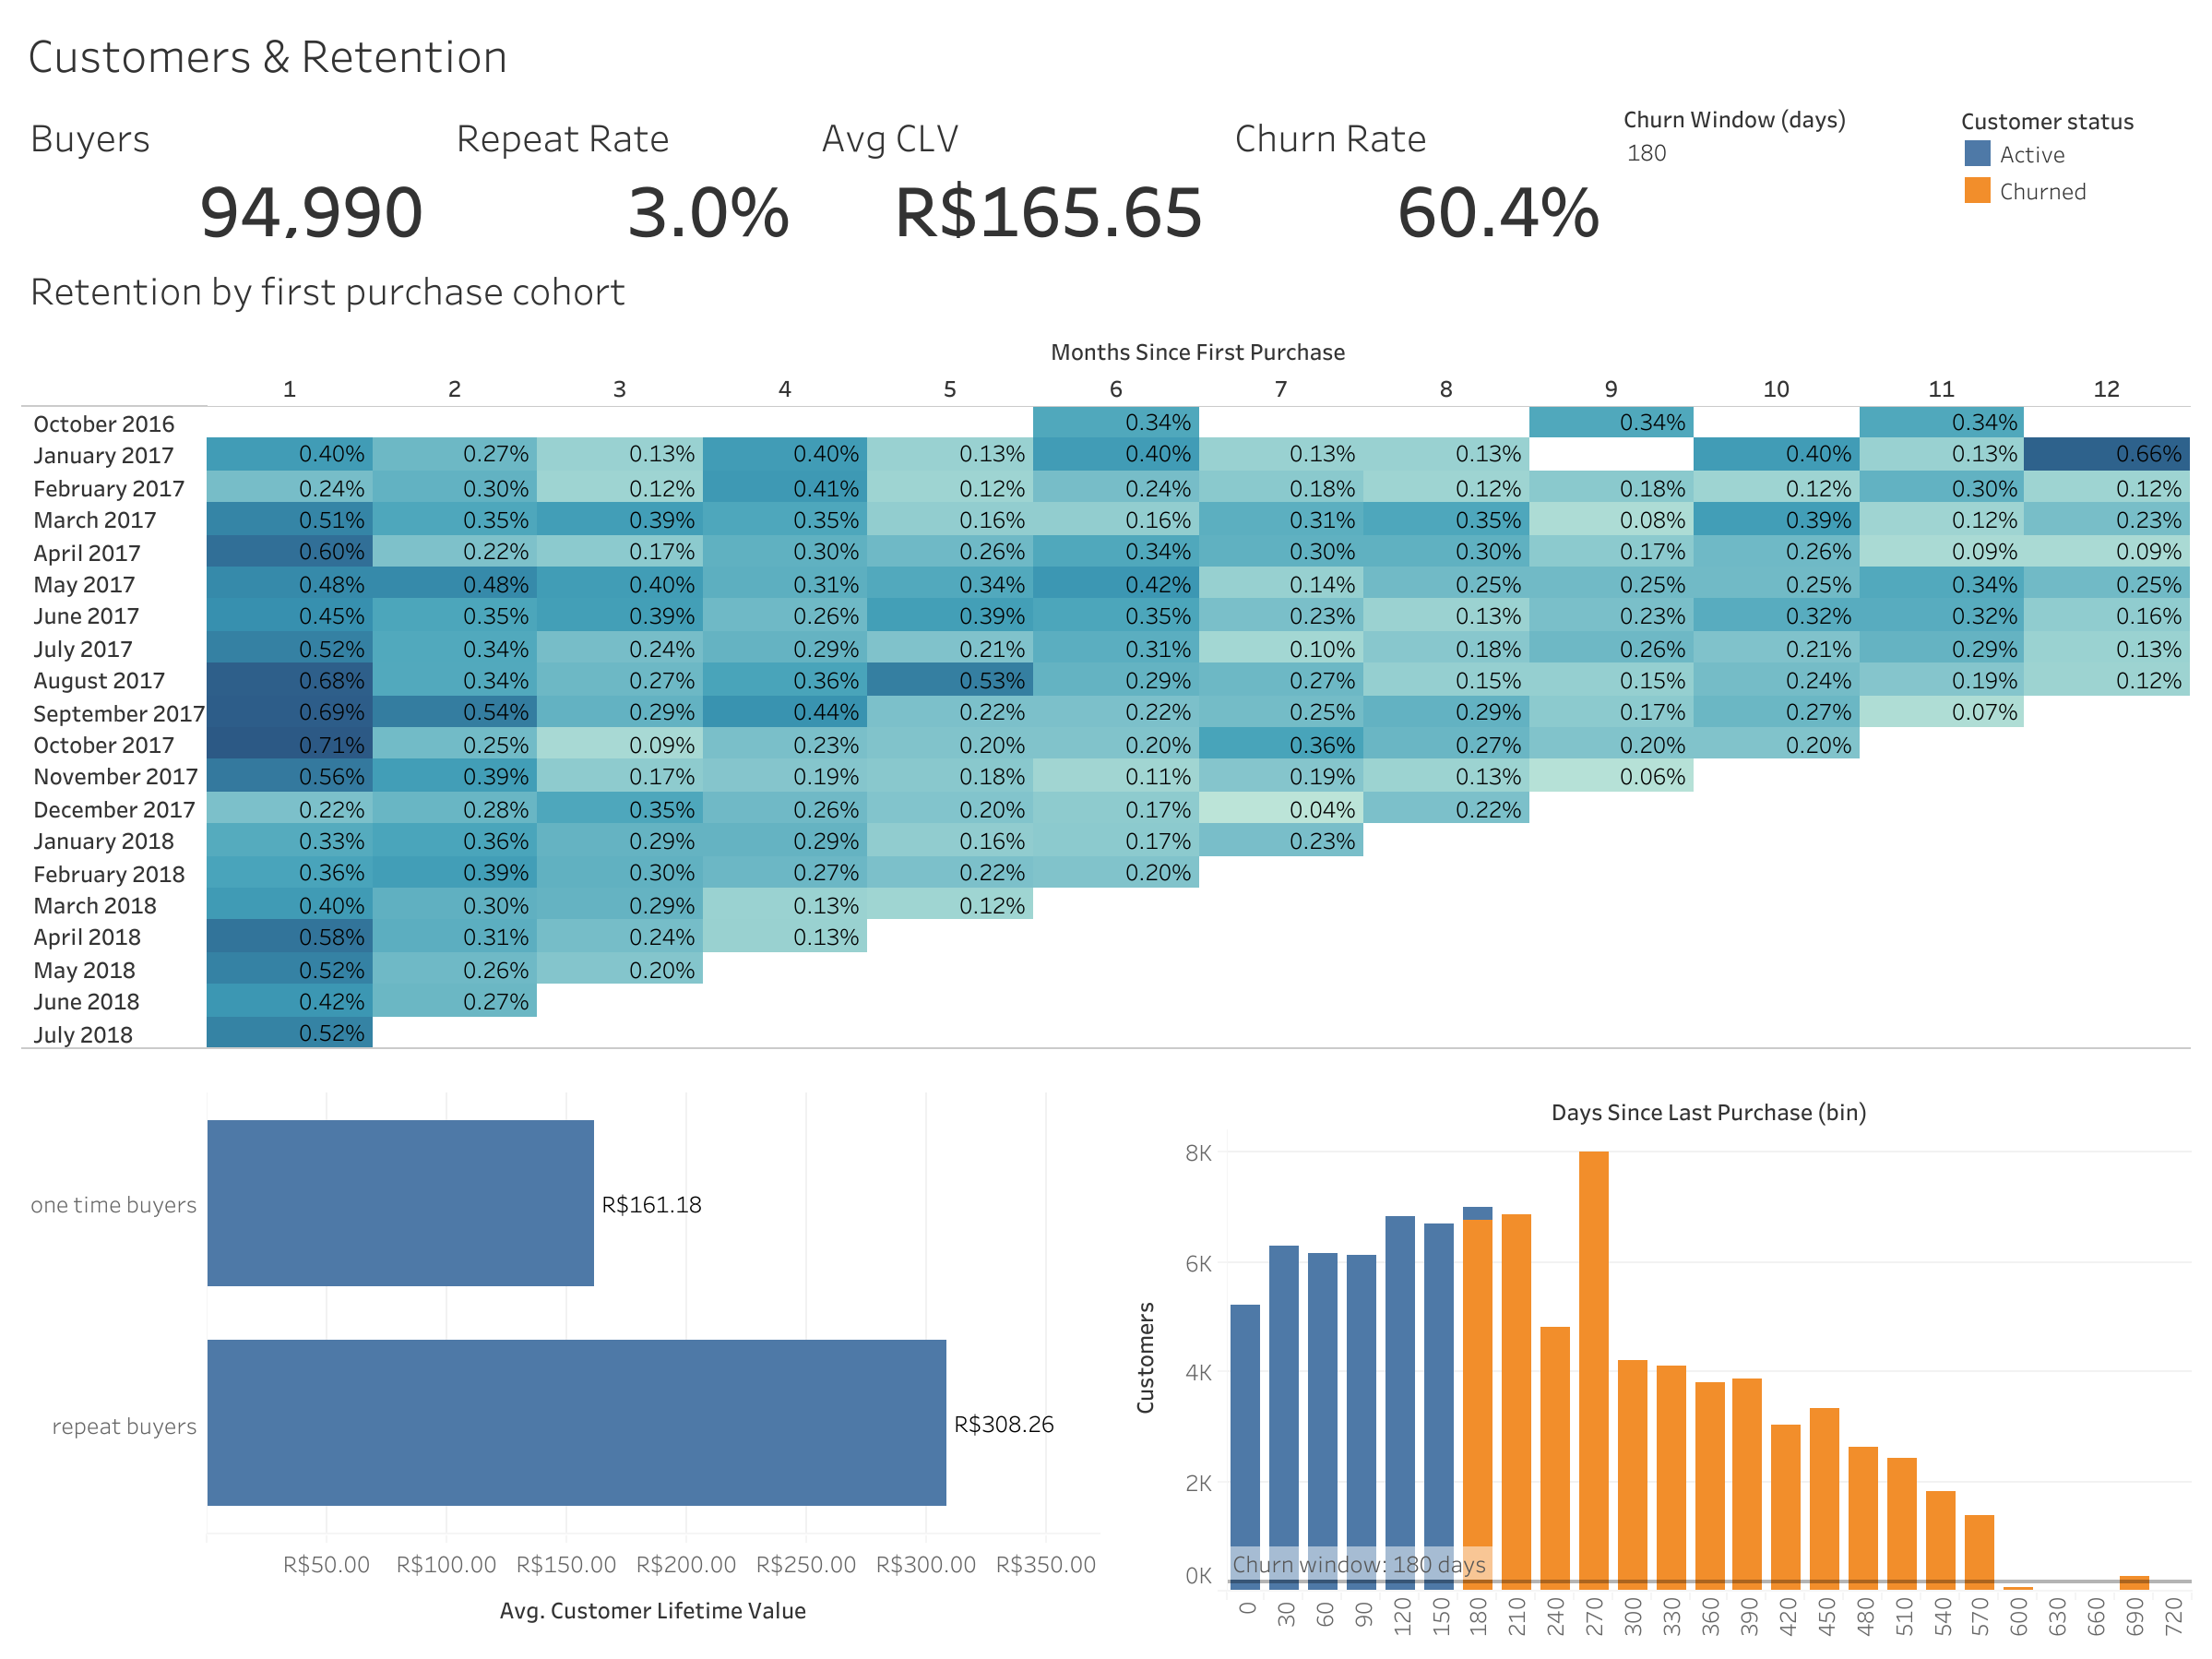 Customers & Retention
Buyers Repeat Rate Avg CLV Churn Rate Churn Window (days) Customer status
180 Active
94,990 3.0% R$165.65 60.4% Churned
Retention by first purchase cohort
Months Since First Purchase
1 2 3 4 5 6 7 8 9 10 11 12
October 2016 0.34% 0.34% 0.34%
January 2017 0.40% 0.27% 0.13% 0.40% 0.13% 0.40% 0.13% 0.13% 0.40% 0.13% 0.66%
February 2017 0.24% 0.30% 0.12% 0.41% 0.12% 0.24% 0.18% 0.12% 0.18% 0.12% 0.30% 0.12%
March 2017 0.51% 0.35% 0.39% 0.35% 0.16% 0.16% 0.31% 0.35% 0.08% 0.39% 0.12% 0.23%
April 2017 0.60% 0.22% 0.17% 0.30% 0.26% 0.34% 0.30% 0.30% 0.17% 0.26% 0.09% 0.09%
May 2017 0.48% 0.48% 0.40% 0.31% 0.34% 0.42% 0.14% 0.25% 0.25% 0.25% 0.34% 0.25%
June 2017 0.45% 0.35% 0.39% 0.26% 0.39% 0.35% 0.23% 0.13% 0.23% 0.32% 0.32% 0.16%
July 2017 0.52% 0.34% 0.24% 0.29% 0.21% 0.31% 0.10% 0.18% 0.26% 0.21% 0.29% 0.13%
August 2017 0.68% 0.34% 0.27% 0.36% 0.53% 0.29% 0.27% 0.15% 0.15% 0.24% 0.19% 0.12%
September 2017 0.69% 0.54% 0.29% 0.44% 0.22% 0.22% 0.25% 0.29% 0.17% 0.27% 0.07%
October 2017 0.71% 0.25% 0.09% 0.23% 0.20% 0.20% 0.36% 0.27% 0.20% 0.20%
November 2017 0.56% 0.39% 0.17% 0.19% 0.18% 0.11% 0.19% 0.13% 0.06%
December 2017 0.22% 0.28% 0.35% 0.26% 0.20% 0.17% 0.04% 0.22%
January 2018 0.33% 0.36% 0.29% 0.29% 0.16% 0.17% 0.23%
February 2018 0.36% 0.39% 0.30% 0.27% 0.22% 0.20%
March 2018 0.40% 0.30% 0.29% 0.13% 0.12%
April 2018 0.58% 0.31% 0.24% 0.13%
May 2018 0.52% 0.26% 0.20%
June 2018 0.42% 0.27%
July 2018 0.52%
one time buyers R$161.18
repeat buyers R$308.26
R$50.00 R$100.00 R$150.00 R$200.00 R$250.00 R$300.00 R$350.00
Avg. Customer Lifetime Value
Days Since Last Purchase (bin)
Customers
8K
6K
4K
2K
0K
Churn window: 180 days
0 30 60 90 120 150 180 210 240 270 300 330 360 390 420 450 480 510 540 570 600 630 660 690 720